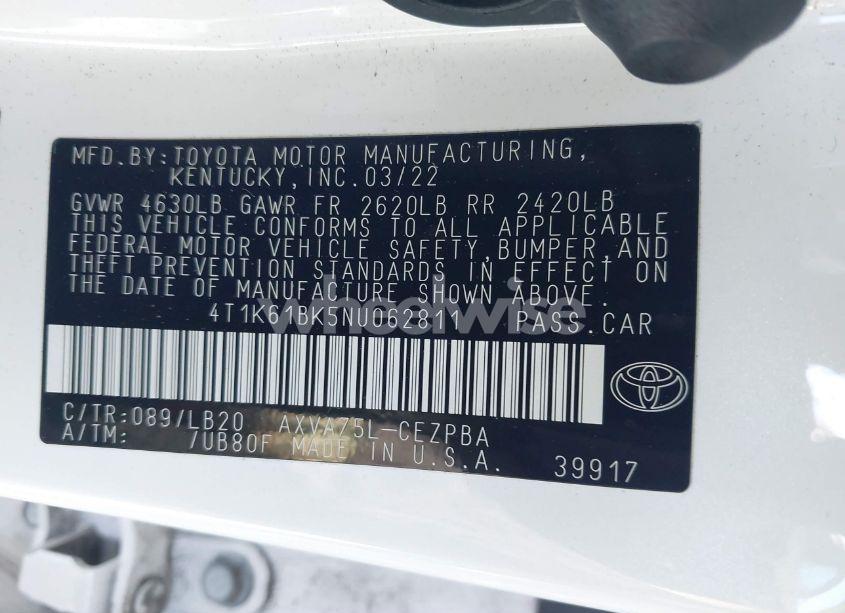 MFD. BY: TOYOTA MOTOR MANUFACTURING,
KENTUCKY, INC. 03/22
GVWR 4630LB GAWR FR 2620LB RR 2420LB
THIS VEHICLE CONFORMS TO ALL APPLICABLE
FEDERAL MOTOR VEHICLE SAFETY, BUMPER, AND
THEFT PREVENTION STANDARDS IN EFFECT ON
THE DATE OF MANUFACTURE SHOWN ABOVE.
wheelwise
4T1K61BK5NU062811 PASS.CAR
C/TR: 089/LB20 AXVA75L-CEZPBA
A/TM: /UB80F MADE IN U.S.A. 39917